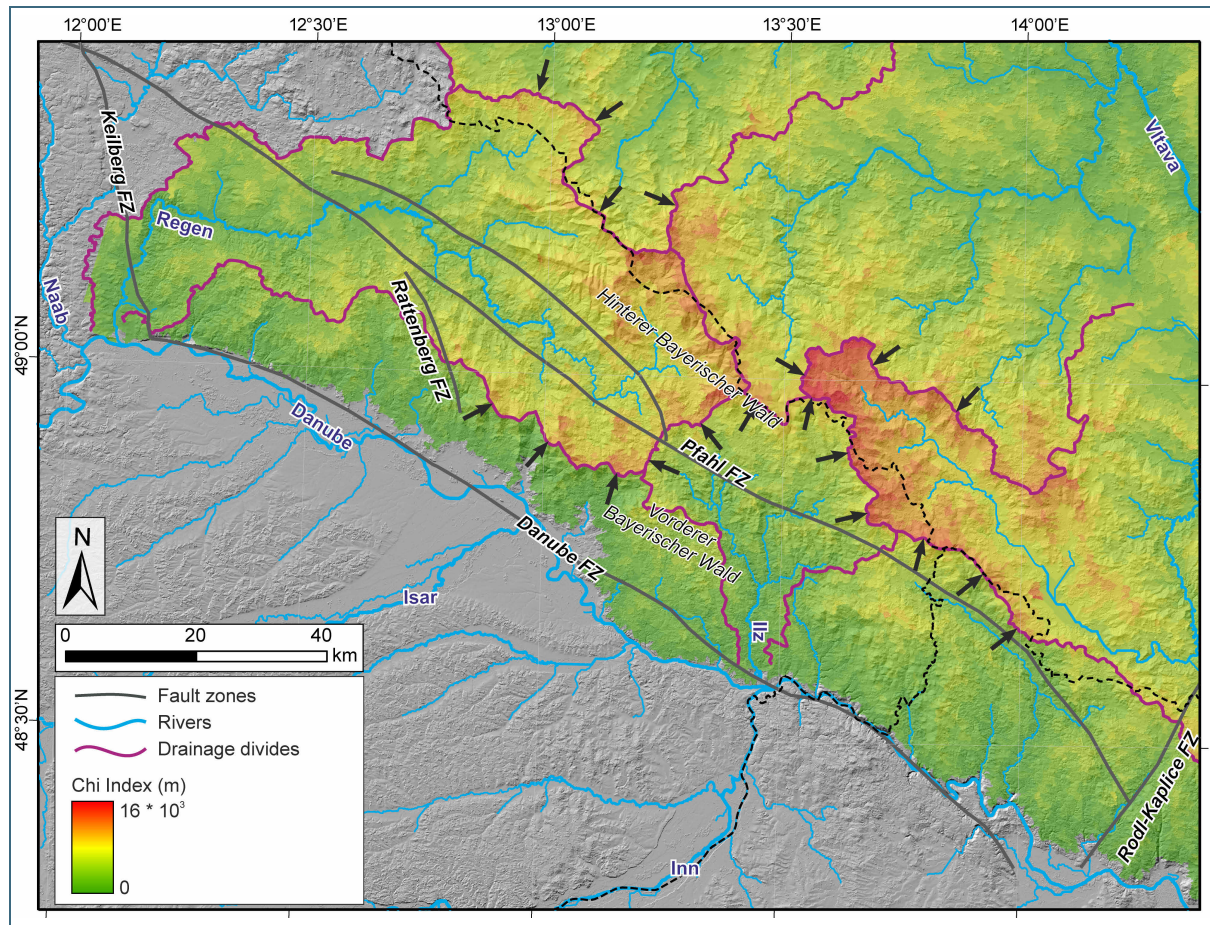 12°00'E 12°30'E 13°00'E 13°30'E 14°00'E
Keilberg FZ
Vltava
Regen
Naab
Rattenberg FZ
Hinterer Bayerischer Wald
49°00'N
Danube
Pfahl FZ
Vorderer
Bayerischer Wald
Danube FZ
N
Isar
Ilz
0 20 40
km
48°30'N
Fault zones
Rivers
Drainage divides
Chi Index (m)
16 * 10³
0
Rodl-Kaplice FZ
Inn